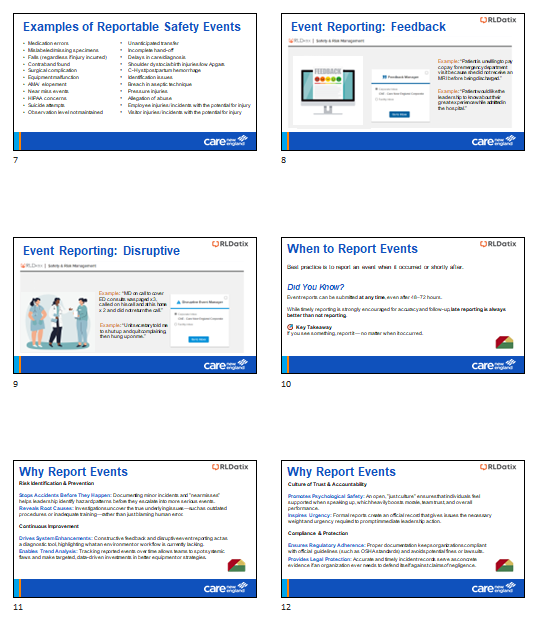 Examples of Reportable Safety Events
• Medication errors
• Mislabeled/missing specimens
• Falls (regardless if injury incurred)
• Contraband found
• Surgical complication
• Equipment malfunction
• AMA/ elopement
• Near miss events
• HIPAA concerns
• Suicide attempts
• Observation level not maintained
• Unanticipated transfer
• Incomplete hand-off
• Delays in care/diagnosis
• Shoulder dystocia/birth injuries/low Apgars
• C-Hyst/postpartum hemorrhage
• Identification issues
• Breach in aseptic technique
• Pressure injuries
• Allegation of abuse
• Employee injuries/incidents with the potential for injury
• Visitor injuries/incidents with the potential for injury
care new england
7
Event Reporting: Feedback
RLDatix
RLDatix | Safety & Risk Management
FEEDBACK
Feedback Manager
Example: "Patient is unwilling to pay
copay for emergency department
visit because she did not receive an
MRI before being discharged."
Example: "Patient would like the
leadership to know about their
great experience while admitted in
the hospital."
care new england
8
Event Reporting: Disruptive
RLDatix
RLDatix | Safety & Risk Management
Example: "MD on call to cover
ED consults was paged x3,
called on his cell and at his home
x 2 and did not return the call."
Example: "Unit secretary told me
to shut up and quit complaining,
then hung up on me."
Disruptive Event Manager
care new england
9
When to Report Events
RLDatix
Best practice is to report an event when it occurred or shortly after.
Did You Know?
Event reports can be submitted at any time, even after 48–72 hours.
While timely reporting is strongly encouraged for accuracy and follow-up, late reporting is always
better than not reporting.
Key Takeaway
If you see something, report it — no matter when it occurred.
care new england
10
Why Report Events
RLDatix
Risk Identification & Prevention
Stops Accidents Before They Happen: Documenting minor incidents and "near misses"
helps leadership identify hazard patterns before they escalate into more serious events.
Reveals Root Causes: Investigations uncover the true underlying issues—such as outdated
procedures or inadequate training—rather than just blaming human error.
Continuous Improvement
Drives System Enhancements: Constructive feedback and disruptive event reporting act as
a diagnostic tool, highlighting what an environment or workflow is currently lacking.
Enables Trend Analysis: Tracking reported events over time allows teams to spot systemic
flaws and make targeted, data-driven investments in better equipment or strategies.
care new england
11
Why Report Events
RLDatix
Culture of Trust & Accountability
Promotes Psychological Safety: An open, "just culture" ensures that individuals feel
supported when speaking up, which heavily boosts morale, team trust, and overall
performance.
Inspires Urgency: Formal reports create an official record that gives issues the necessary
weight and urgency required to prompt immediate leadership action.
Compliance & Protection
Ensures Regulatory Adherence: Proper documentation keeps organizations compliant
with official guidelines (such as OSHA standards) and avoids potential fines or lawsuits.
Provides Legal Protection: Accurate and timely incident records serve as concrete
evidence if an organization ever needs to defend itself against claims of negligence.
care new england
12